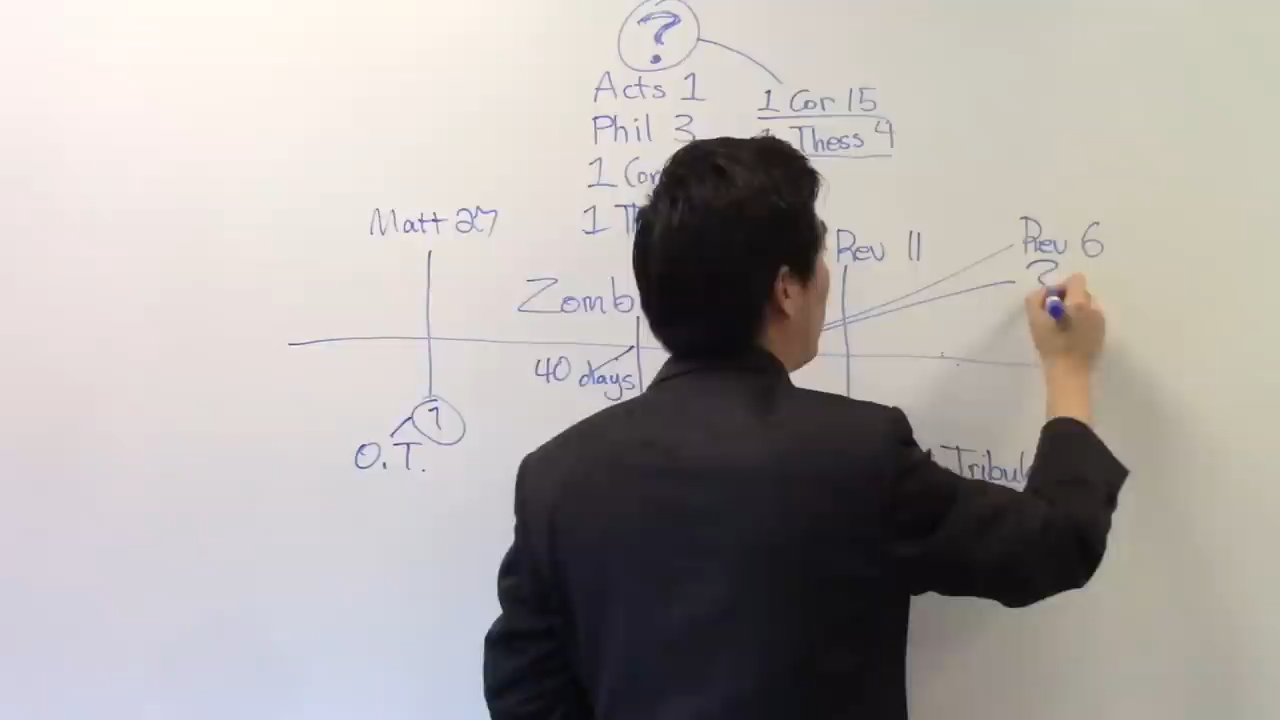 ?
Acts 1
1 Cor 15
Phil 3
Thess 4
1 Cor
1 Th
Matt 27
Rev 11
Rev 6
?
Zomb
40 days
7
O.T.
Tribul